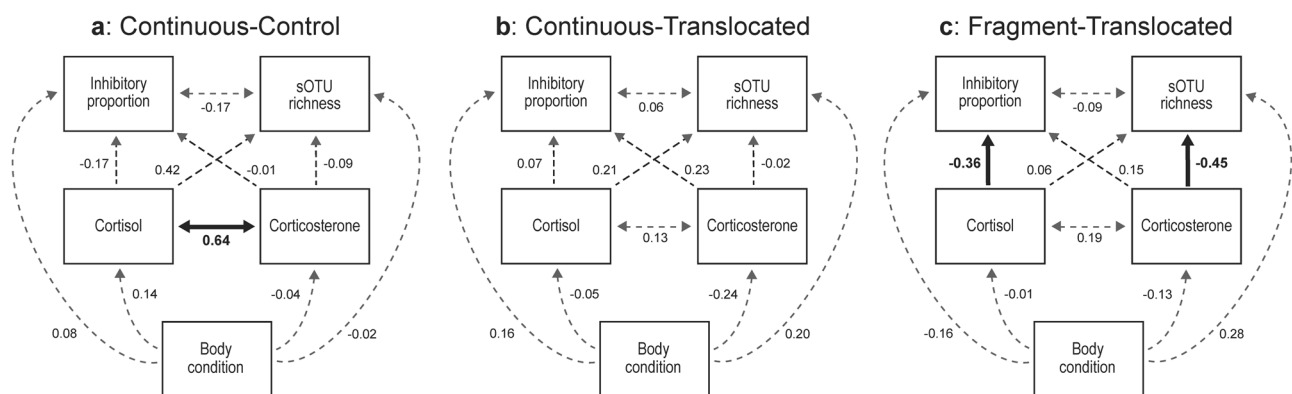 a: Continuous-Control
Inhibitory
proportion
sOTU
richness
-0.17
-0.17
0.42
-0.01
-0.09
Cortisol
Corticosterone
0.64
0.14
-0.04
0.08
-0.02
Body
condition
b: Continuous-Translocated
Inhibitory
proportion
sOTU
richness
0.06
0.07
0.21
0.23
-0.02
Cortisol
Corticosterone
0.13
-0.05
-0.24
0.16
0.20
Body
condition
c: Fragment-Translocated
Inhibitory
proportion
sOTU
richness
-0.09
-0.36
0.06
0.15
-0.45
Cortisol
Corticosterone
0.19
-0.01
-0.13
-0.16
0.28
Body
condition